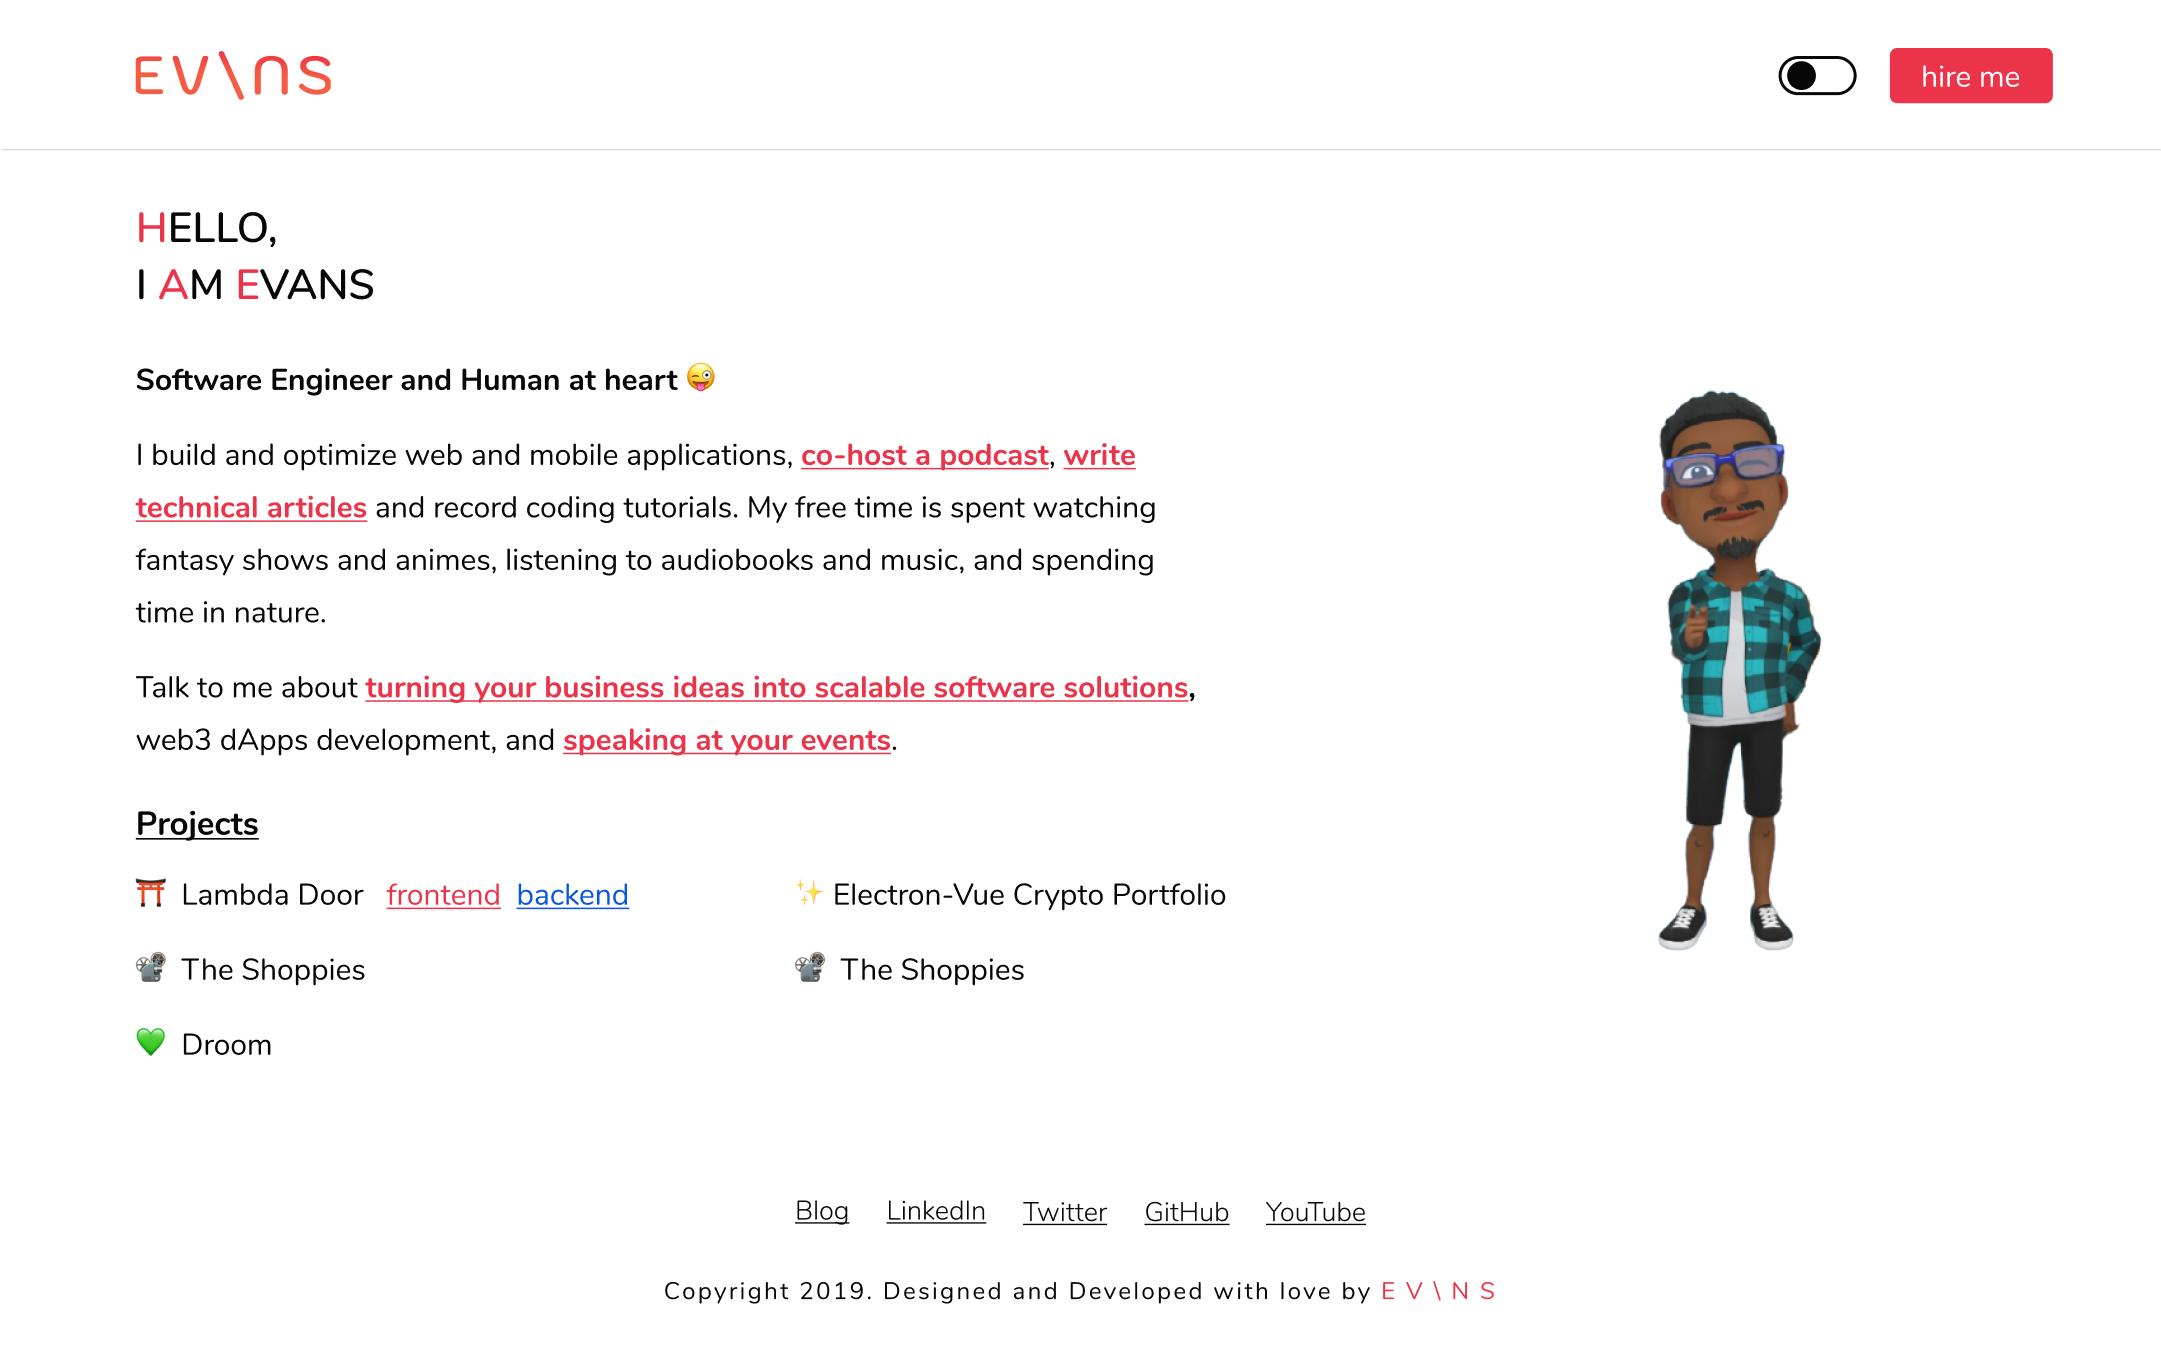 EV\NS
hire me
HELLO,
I AM EVANS
Software Engineer and Human at heart 😜
I build and optimize web and mobile applications, co-host a podcast, write
technical articles and record coding tutorials. My free time is spent watching
fantasy shows and animes, listening to audiobooks and music, and spending
time in nature.
Talk to me about turning your business ideas into scalable software solutions,
web3 dApps development, and speaking at your events.
Projects
⛩ Lambda Door frontend backend
✨ Electron-Vue Crypto Portfolio
📽 The Shoppies
📽 The Shoppies
💚 Droom
Blog LinkedIn Twitter GitHub YouTube
Copyright 2019. Designed and Developed with love by E V \ N S